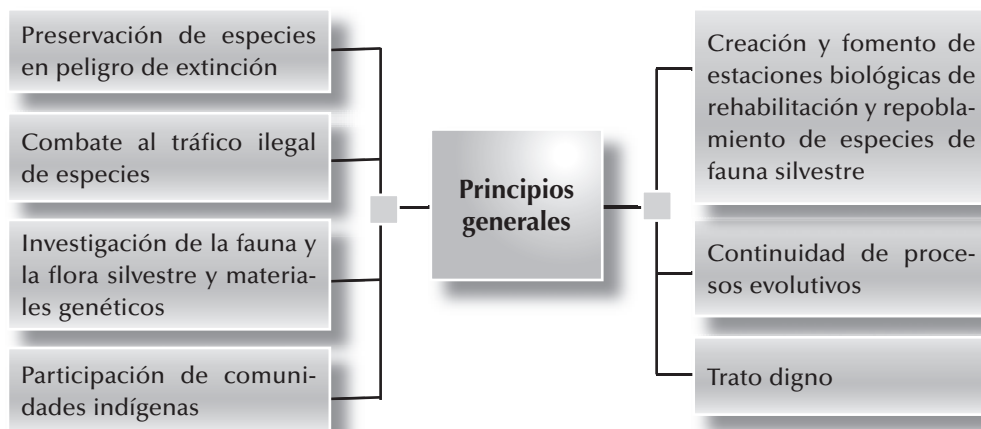 Preservación de especies
en peligro de extinción
Combate al tráfico ilegal
de especies
Investigación de la fauna y
la flora silvestre y materia-
les genéticos
Participación de comuni-
dades indígenas
Principios
generales
Creación y fomento de
estaciones biológicas de
rehabilitación y repobla-
miento de especies de
fauna silvestre
Continuidad de proce-
sos evolutivos
Trato digno